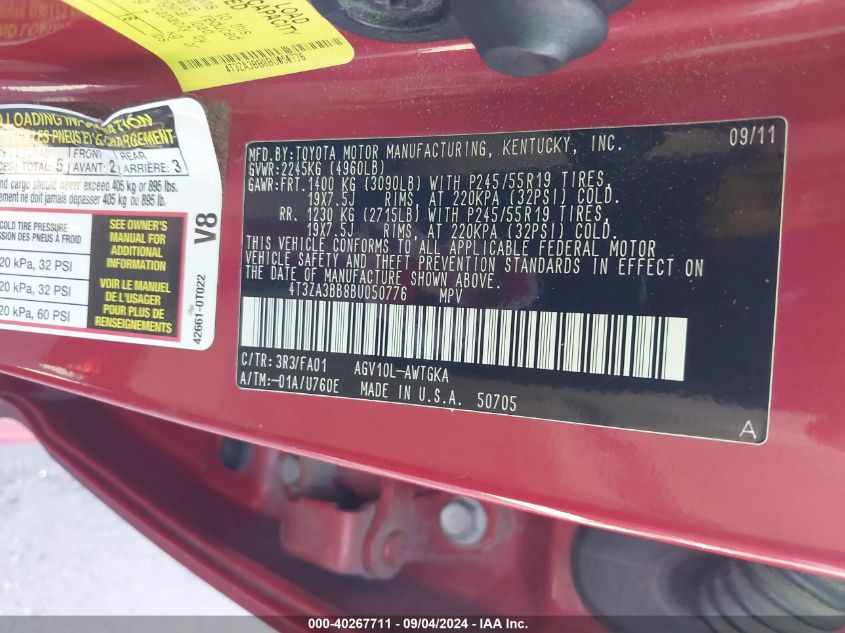 LOAD
CAPACITY
4T3ZA3BB8BU050776
LOADING INFORMATION
TOTAL: 5 FRONT AVANT: 2 REAR ARRIÈRE: 3
and cargo should never exceed 405 kg or 895 lbs.
ne doit jamais dépasser 405 kg ou 895 lbs.
COLD TIRE PRESSURE
DES PNEUS À FROID
20 kPa, 32 PSI
20 kPa, 32 PSI
20 kPa, 60 PSI
SEE OWNER'S
MANUAL FOR
ADDITIONAL
INFORMATION
VOIR LE MANUEL
DE L'USAGER
POUR PLUS DE
RENSEIGNEMENTS
V8
42661-0T022
MFD.BY:TOYOTA MOTOR MANUFACTURING, KENTUCKY, INC. 09/11
GVWR:2245KG (4960LB)
GAWR:FRT.1400 KG (3090LB) WITH P245/55R19 TIRES,
19X7.5J RIMS, AT 220KPA (32PSI) COLD.
RR. 1230 KG (2715LB) WITH P245/55R19 TIRES,
19X7.5J RIMS, AT 220KPA (32PSI) COLD.
THIS VEHICLE CONFORMS TO ALL APPLICABLE FEDERAL MOTOR
VEHICLE SAFETY AND THEFT PREVENTION STANDARDS IN EFFECT ON
THE DATE OF MANUFACTURE SHOWN ABOVE.
4T3ZA3BB8BU050776 MPV
C/TR: 3R3/FA01 AGV10L-AWTGKA
A/TM:-01A/U760E MADE IN U.S.A. 50705
A
000-40267711 - 09/04/2024 - IAA Inc.